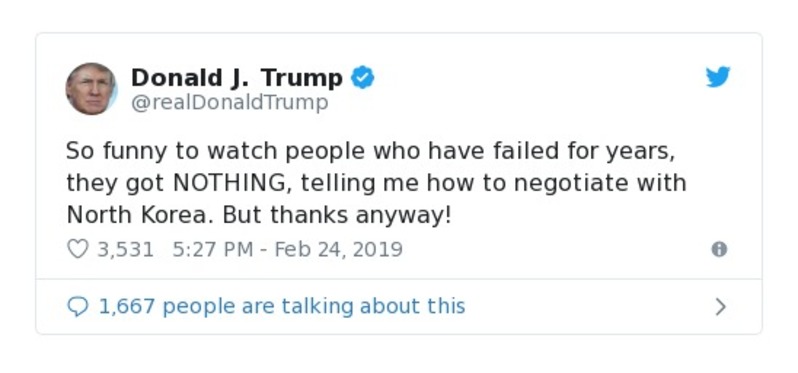 Donald J. Trump
@realDonaldTrump
So funny to watch people who have failed for years,
they got NOTHING, telling me how to negotiate with
North Korea. But thanks anyway!
3,531 5:27 PM - Feb 24, 2019
1,667 people are talking about this